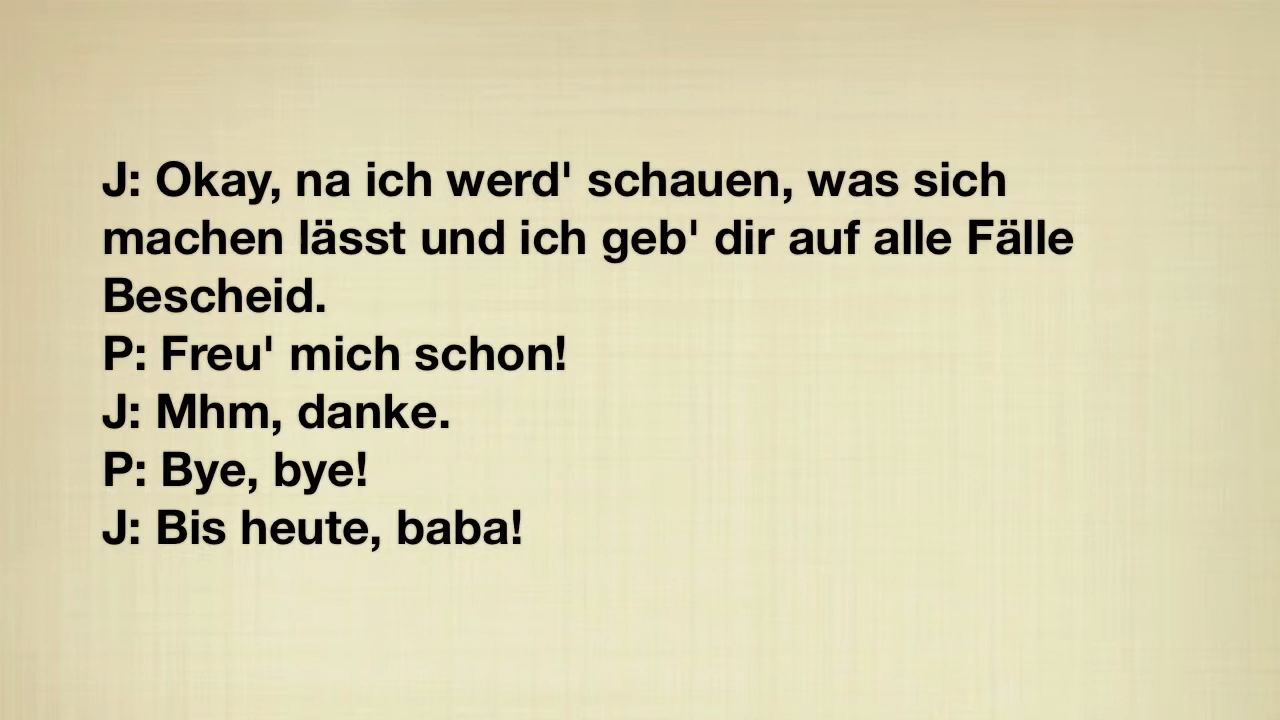 J: Okay, na ich werd' schauen, was sich
machen lässt und ich geb' dir auf alle Fälle
Bescheid.
P: Freu' mich schon!
J: Mhm, danke.
P: Bye, bye!
J: Bis heute, baba!